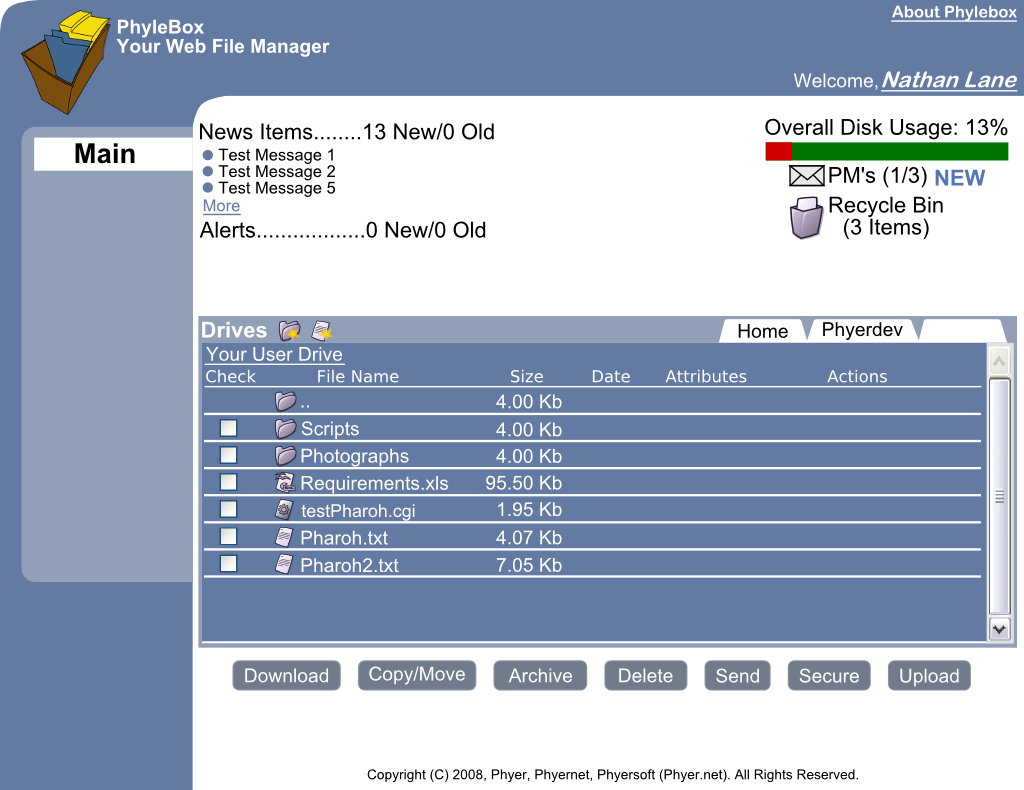 About Phylebox
PhyleBox
Your Web File Manager
Welcome, Nathan Lane
Main
News Items........13 New/0 Old
Test Message 1
Test Message 2
Test Message 5
More
Alerts..................0 New/0 Old
Overall Disk Usage: 13%
PM's (1/3) NEW
Recycle Bin
(3 Items)
Drives Home Phyerdev
Your User Drive
Check File Name Size Date Attributes Actions
.. 4.00 Kb
Scripts 4.00 Kb
Photographs 4.00 Kb
Requirements.xls 95.50 Kb
testPharoh.cgi 1.95 Kb
Pharoh.txt 4.07 Kb
Pharoh2.txt 7.05 Kb
Download Copy/Move Archive Delete Send Secure Upload
Copyright (C) 2008, Phyer, Phyernet, Phyersoft (Phyer.net). All Rights Reserved.